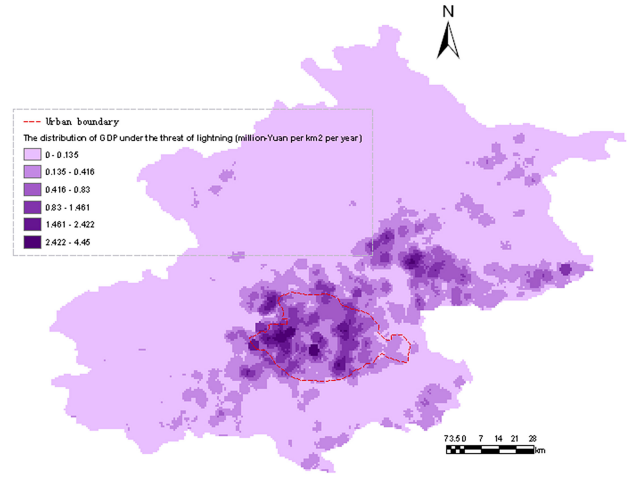 N
Urban boundary
The distribution of GDP under the threat of lightning (million-Yuan per km2 per year)
0 - 0.135
0.135 - 0.416
0.416 - 0.83
0.83 - 1.461
1.461 - 2.422
2.422 - 4.45
73.5 0 7 14 21 28
km